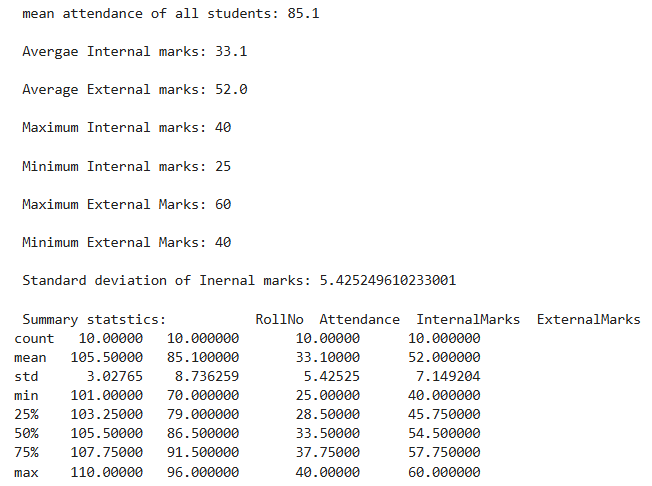 mean attendance of all students: 85.1
Avergae Internal marks: 33.1
Average External marks: 52.0
Maximum Internal marks: 40
Minimum Internal marks: 25
Maximum External Marks: 60
Minimum External Marks: 40
Standard deviation of Inernal marks: 5.425249610233001
Summary statstics:           RollNo  Attendance  InternalMarks  ExternalMarks
count   10.00000   10.000000       10.00000      10.000000
mean   105.50000   85.100000       33.10000      52.000000
std      3.02765    8.736259        5.42525       7.149204
min    101.00000   70.000000       25.00000      40.000000
25%    103.25000   79.000000       28.50000      45.750000
50%    105.50000   86.500000       33.50000      54.500000
75%    107.75000   91.500000       37.75000      57.750000
max    110.00000   96.000000       40.00000      60.000000